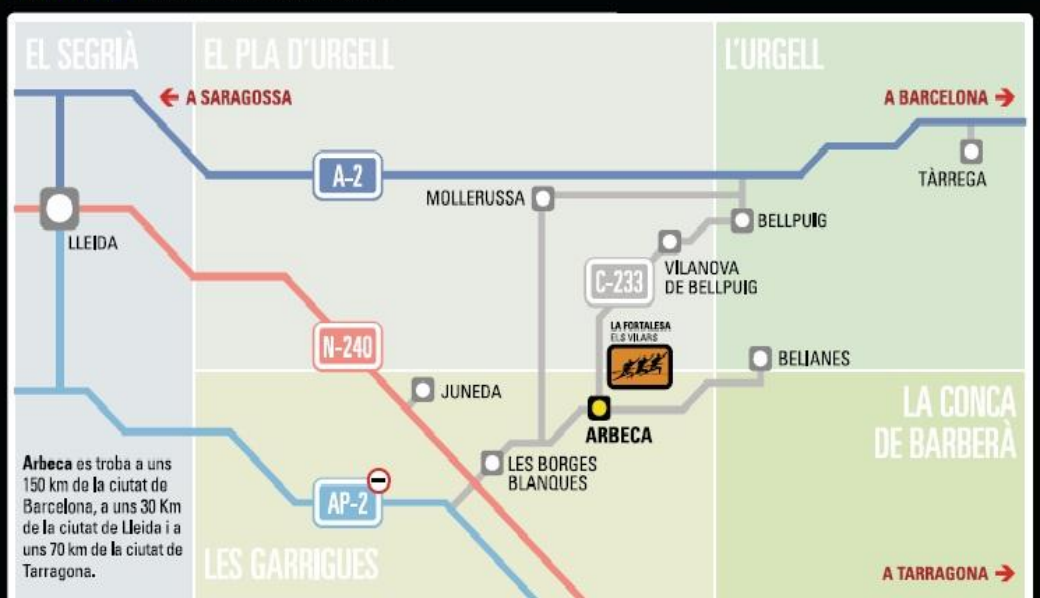 EL SEGRIÀ
EL PLA D'URGELL
L'URGELL
← A SARAGOSSA
A BARCELONA →
A-2
TÀRREGA
MOLLERUSSA
BELLPUIG
LLEIDA
VILANOVA
DE BELLPUIG
C-233
LA FORTALESA
ELS VILARS
N-240
BELIANES
JUNEDA
LA CONCA
DE BARBERÀ
ARBECA
LES BORGES
BLANQUES
Arbeca es troba a uns
150 km de la ciutat de
Barcelona, a uns 30 Km
de la ciutat de Lleida i a
uns 70 km de la ciutat de
Tarragona.
AP-2
LES GARRIGUES
A TARRAGONA →